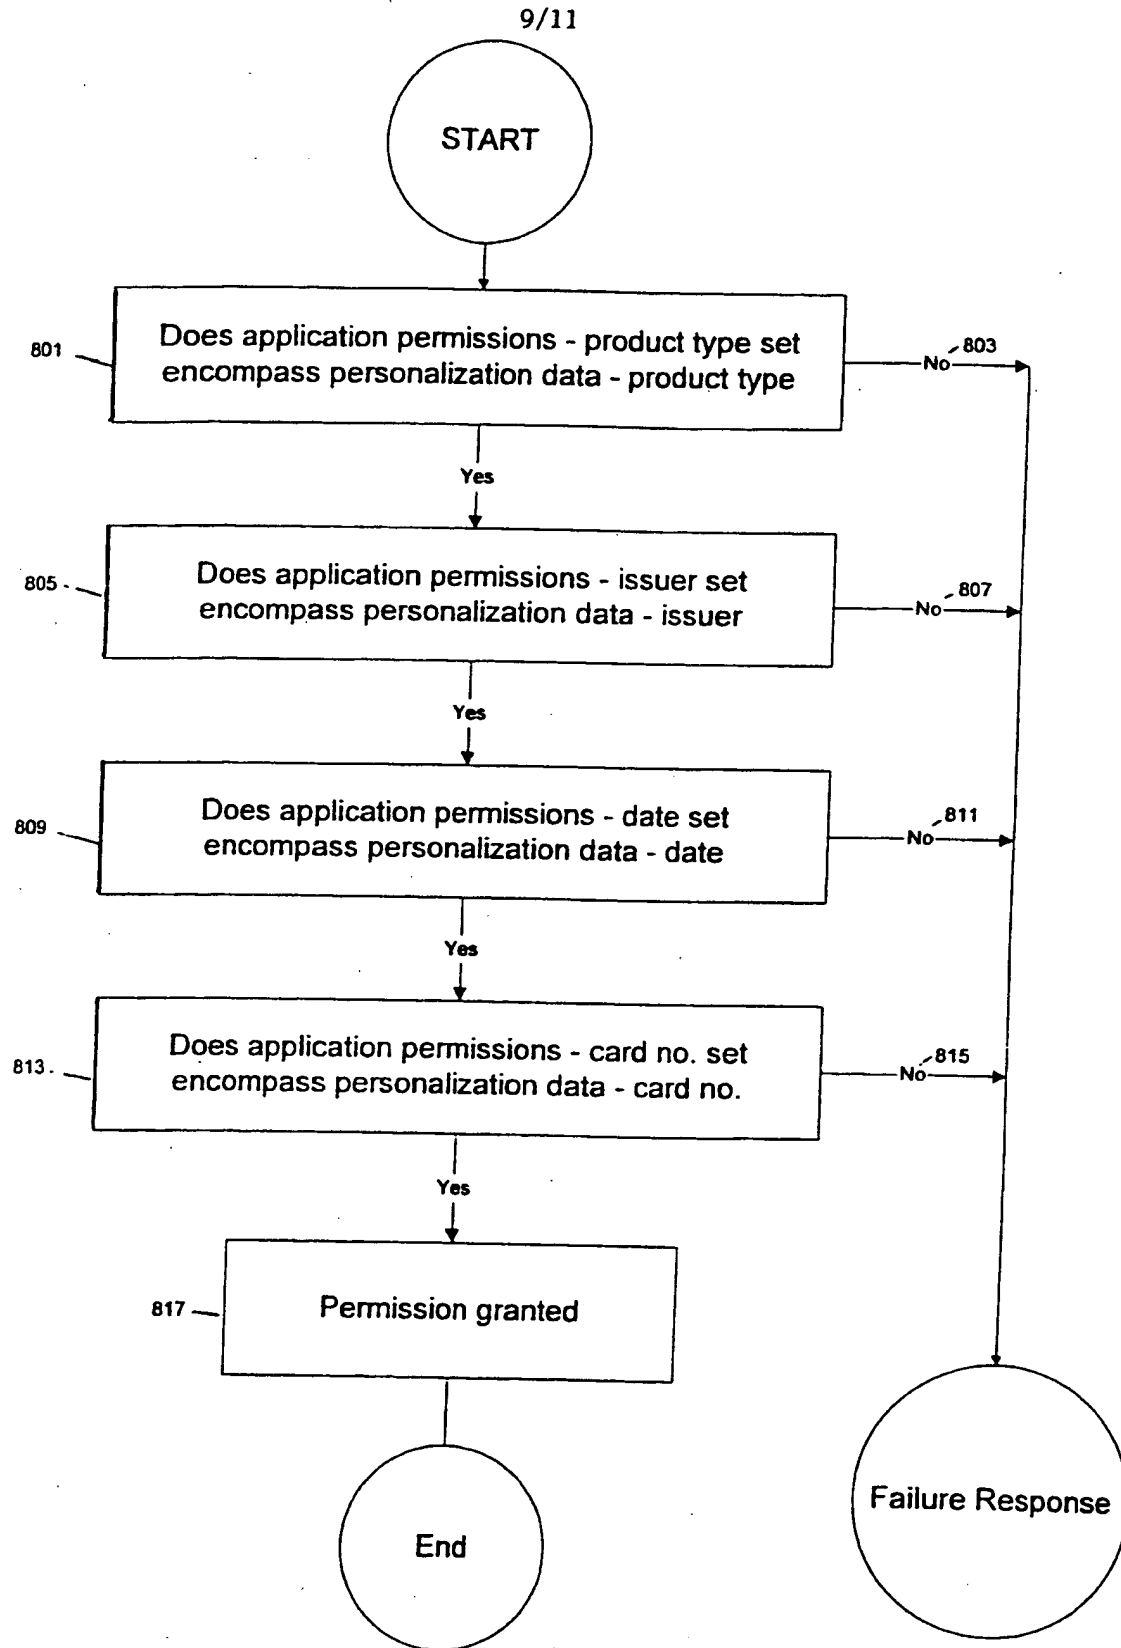 9/11
START
801
Does application permissions - product type set
encompass personalization data - product type
No
803
Yes
805
Does application permissions - issuer set
encompass personalization data - issuer
No
807
Yes
809
Does application permissions - date set
encompass personalization data - date
No
811
Yes
813
Does application permissions - card no. set
encompass personalization data - card no.
No
815
Yes
817
Permission granted
End
Failure Response